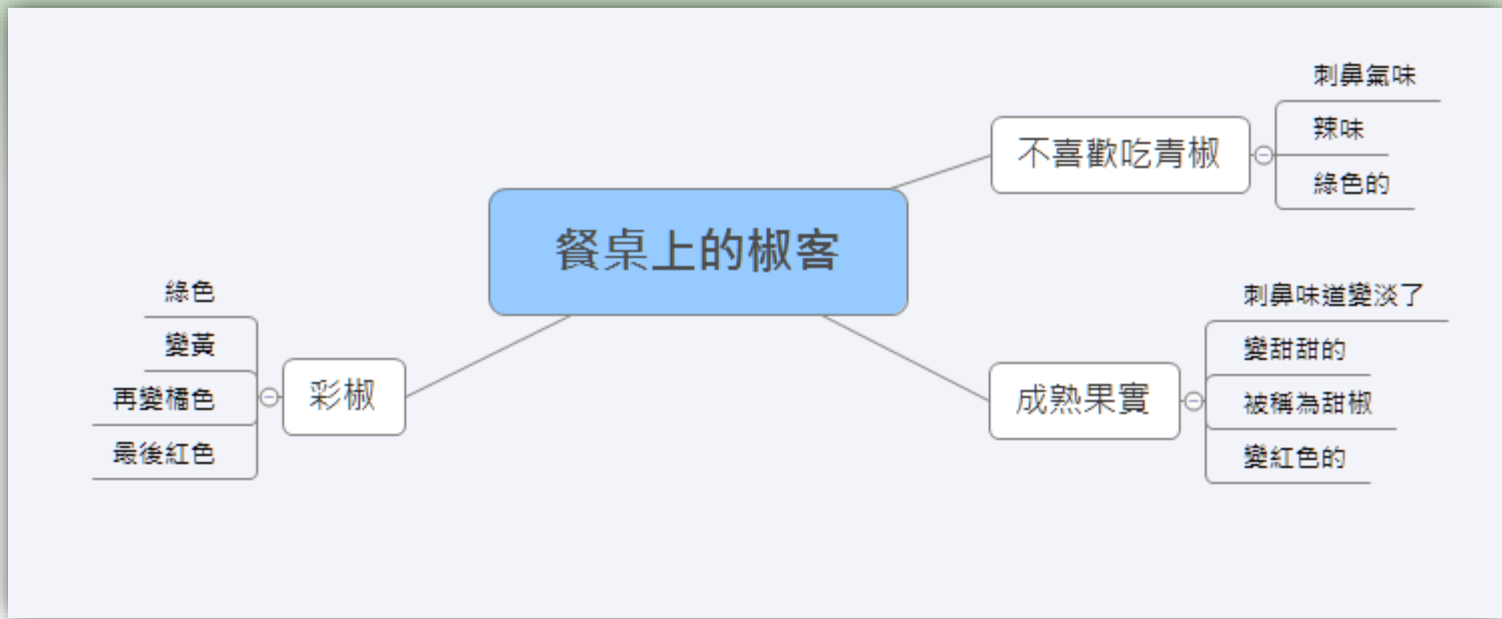 餐桌上的椒客
不喜歡吃青椒
刺鼻氣味
辣味
綠色的
成熟果實
刺鼻味道變淡了
變甜甜的
被稱為甜椒
變紅色的
彩椒
綠色
變黃
再變橘色
最後紅色